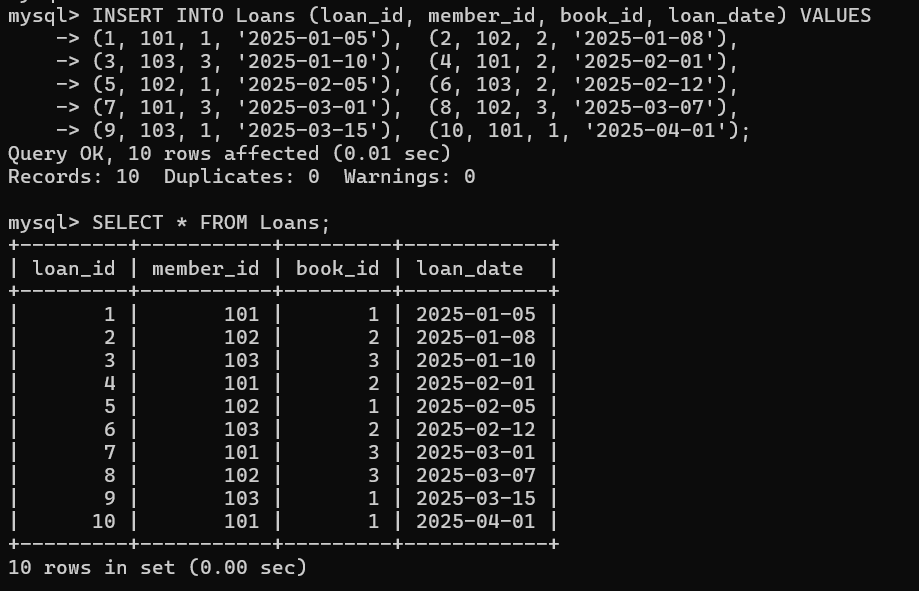 mysql> INSERT INTO Loans (loan_id, member_id, book_id, loan_date) VALUES
    -> (1, 101, 1, '2025-01-05'),  (2, 102, 2, '2025-01-08'),
    -> (3, 103, 3, '2025-01-10'),  (4, 101, 2, '2025-02-01'),
    -> (5, 102, 1, '2025-02-05'),  (6, 103, 2, '2025-02-12'),
    -> (7, 101, 3, '2025-03-01'),  (8, 102, 3, '2025-03-07'),
    -> (9, 103, 1, '2025-03-15'),  (10, 101, 1, '2025-04-01');
Query OK, 10 rows affected (0.01 sec)
Records: 10  Duplicates: 0  Warnings: 0

mysql> SELECT * FROM Loans;
+---------+-----------+---------+------------+
| loan_id | member_id | book_id | loan_date  |
+---------+-----------+---------+------------+
|       1 |       101 |       1 | 2025-01-05 |
|       2 |       102 |       2 | 2025-01-08 |
|       3 |       103 |       3 | 2025-01-10 |
|       4 |       101 |       2 | 2025-02-01 |
|       5 |       102 |       1 | 2025-02-05 |
|       6 |       103 |       2 | 2025-02-12 |
|       7 |       101 |       3 | 2025-03-01 |
|       8 |       102 |       3 | 2025-03-07 |
|       9 |       103 |       1 | 2025-03-15 |
|      10 |       101 |       1 | 2025-04-01 |
+---------+-----------+---------+------------+
10 rows in set (0.00 sec)